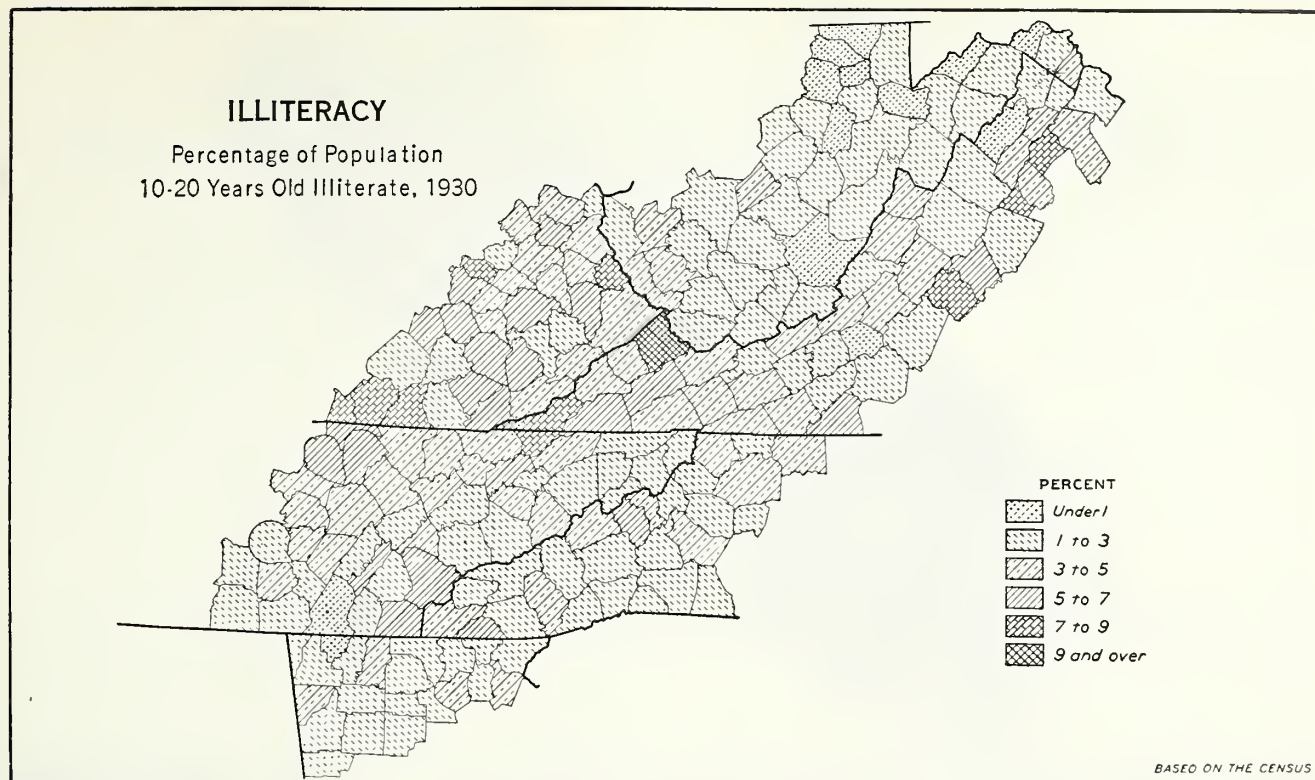 ILLITERACY
Percentage of Population
10-20 Years Old Illiterate, 1930
PERCENT
Under 1
1 to 3
3 to 5
5 to 7
7 to 9
9 and over
BASED ON THE CENSUS